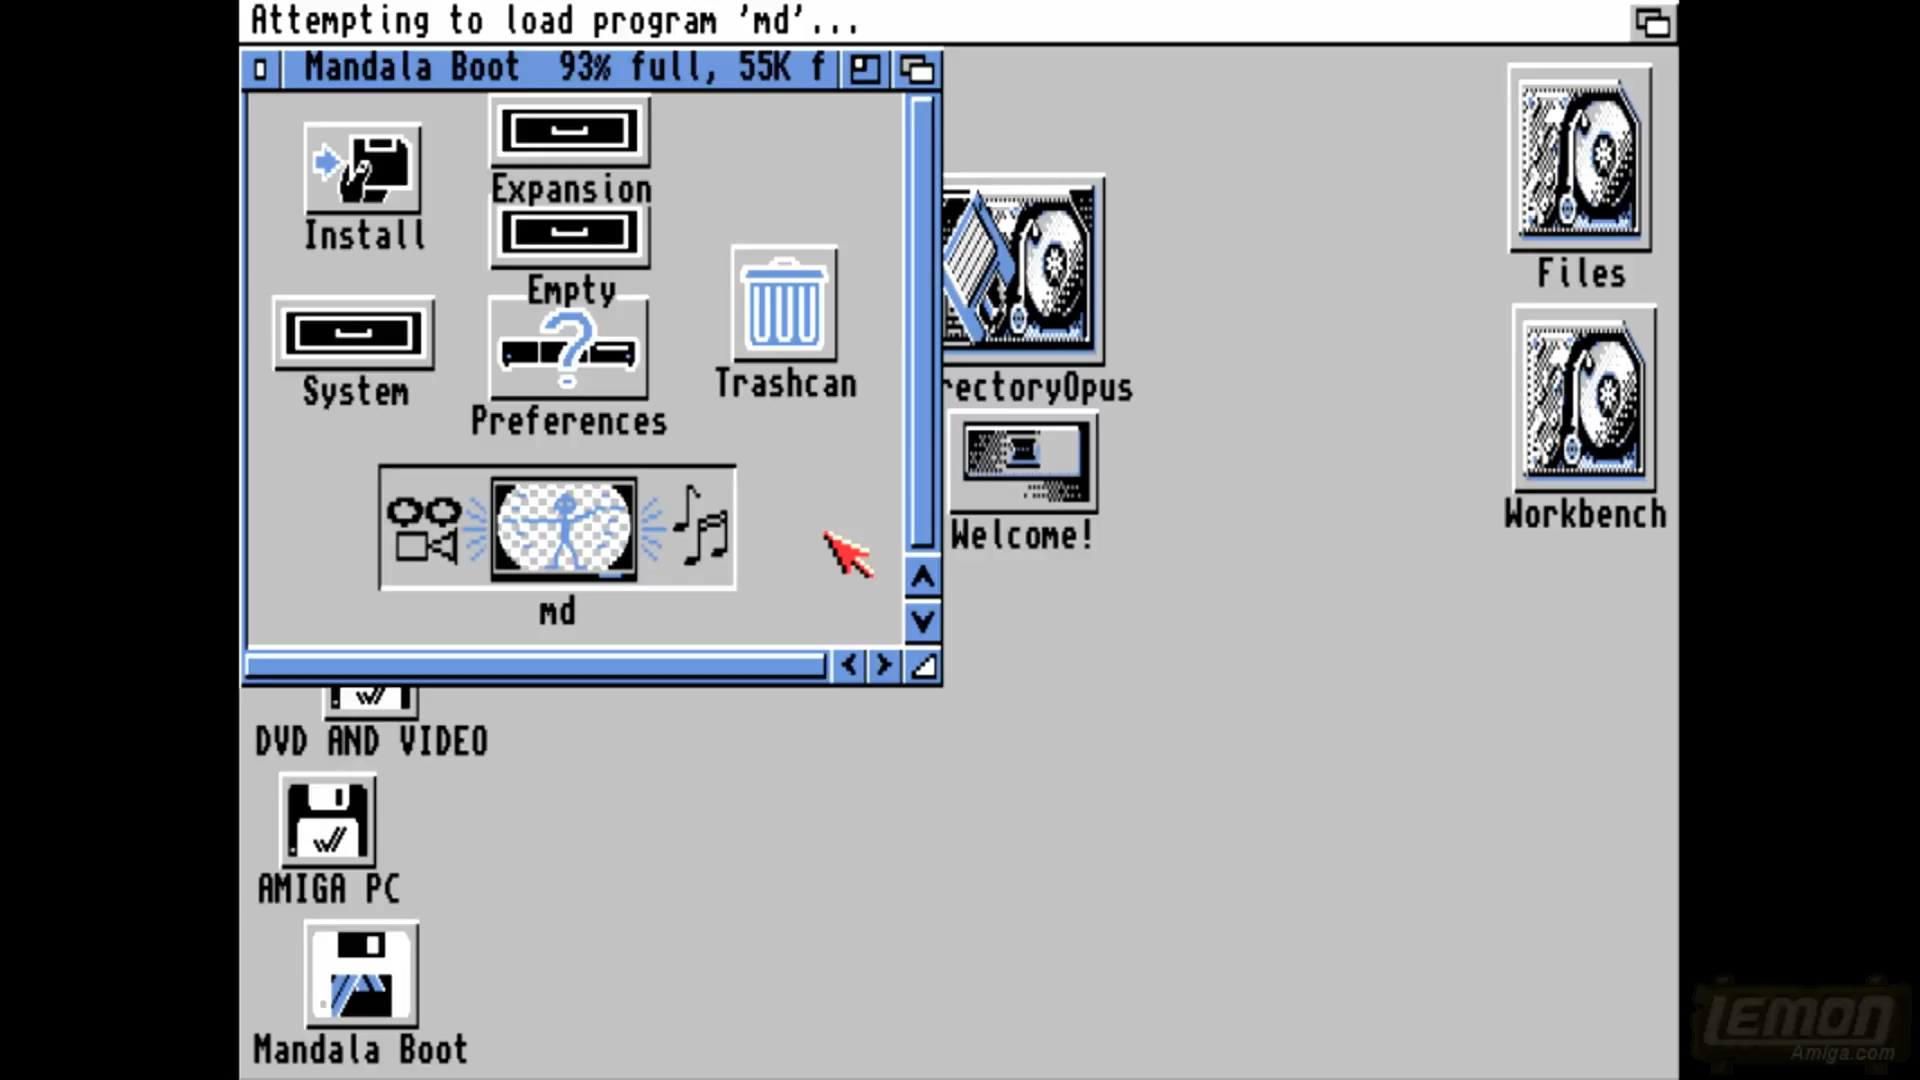 Attempting to load program 'md'...
Mandala Boot 93% full, 55K f
Install
Expansion
Empty
System
Preferences
Trashcan
md
rectoryOpus
Welcome!
Files
Workbench
DVD AND VIDEO
AMIGA PC
Mandala Boot
LEMON
Amiga.com